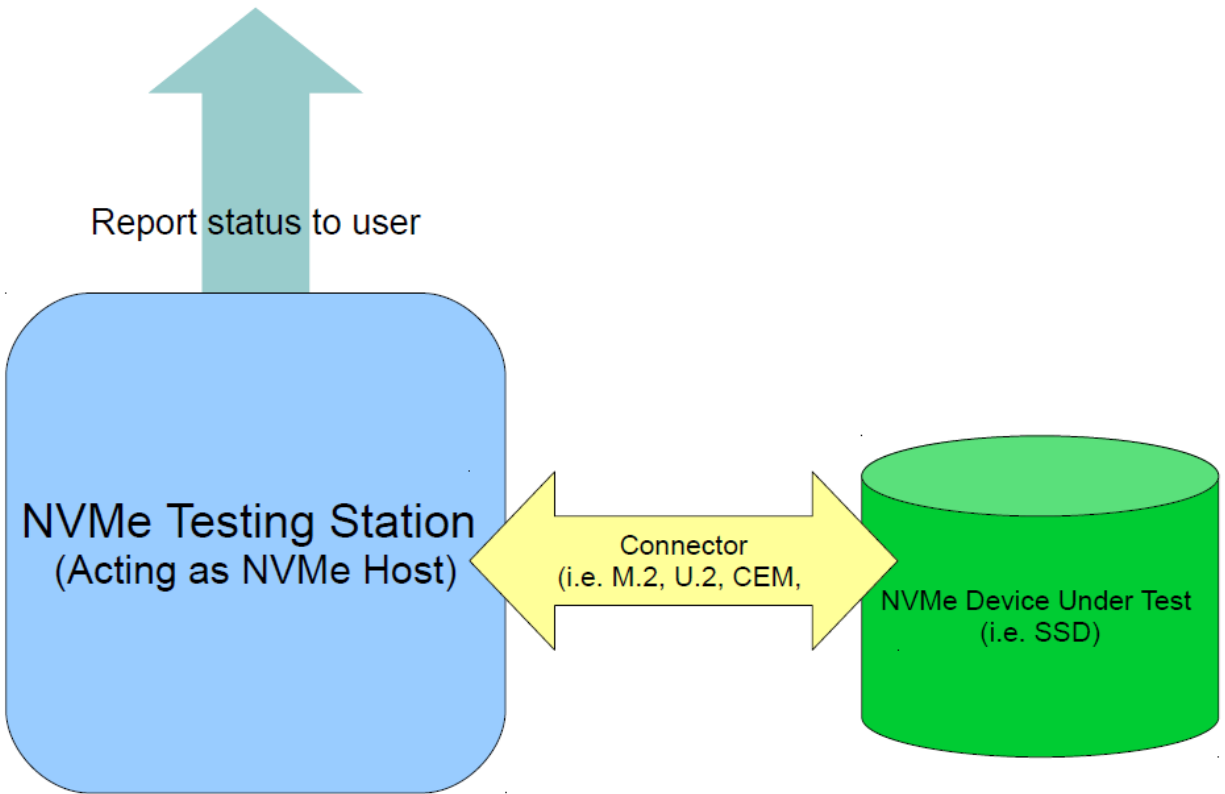 Report status to user
NVMe Testing Station
(Acting as NVMe Host)
Connector
(i.e. M.2, U.2, CEM,
NVMe Device Under Test
(i.e. SSD)